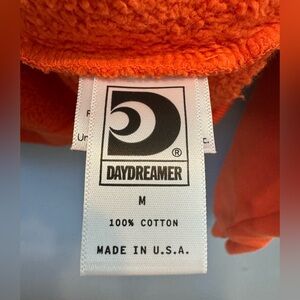 ®
DAYDREAMER
M
100% COTTON
MADE IN U.S.A.